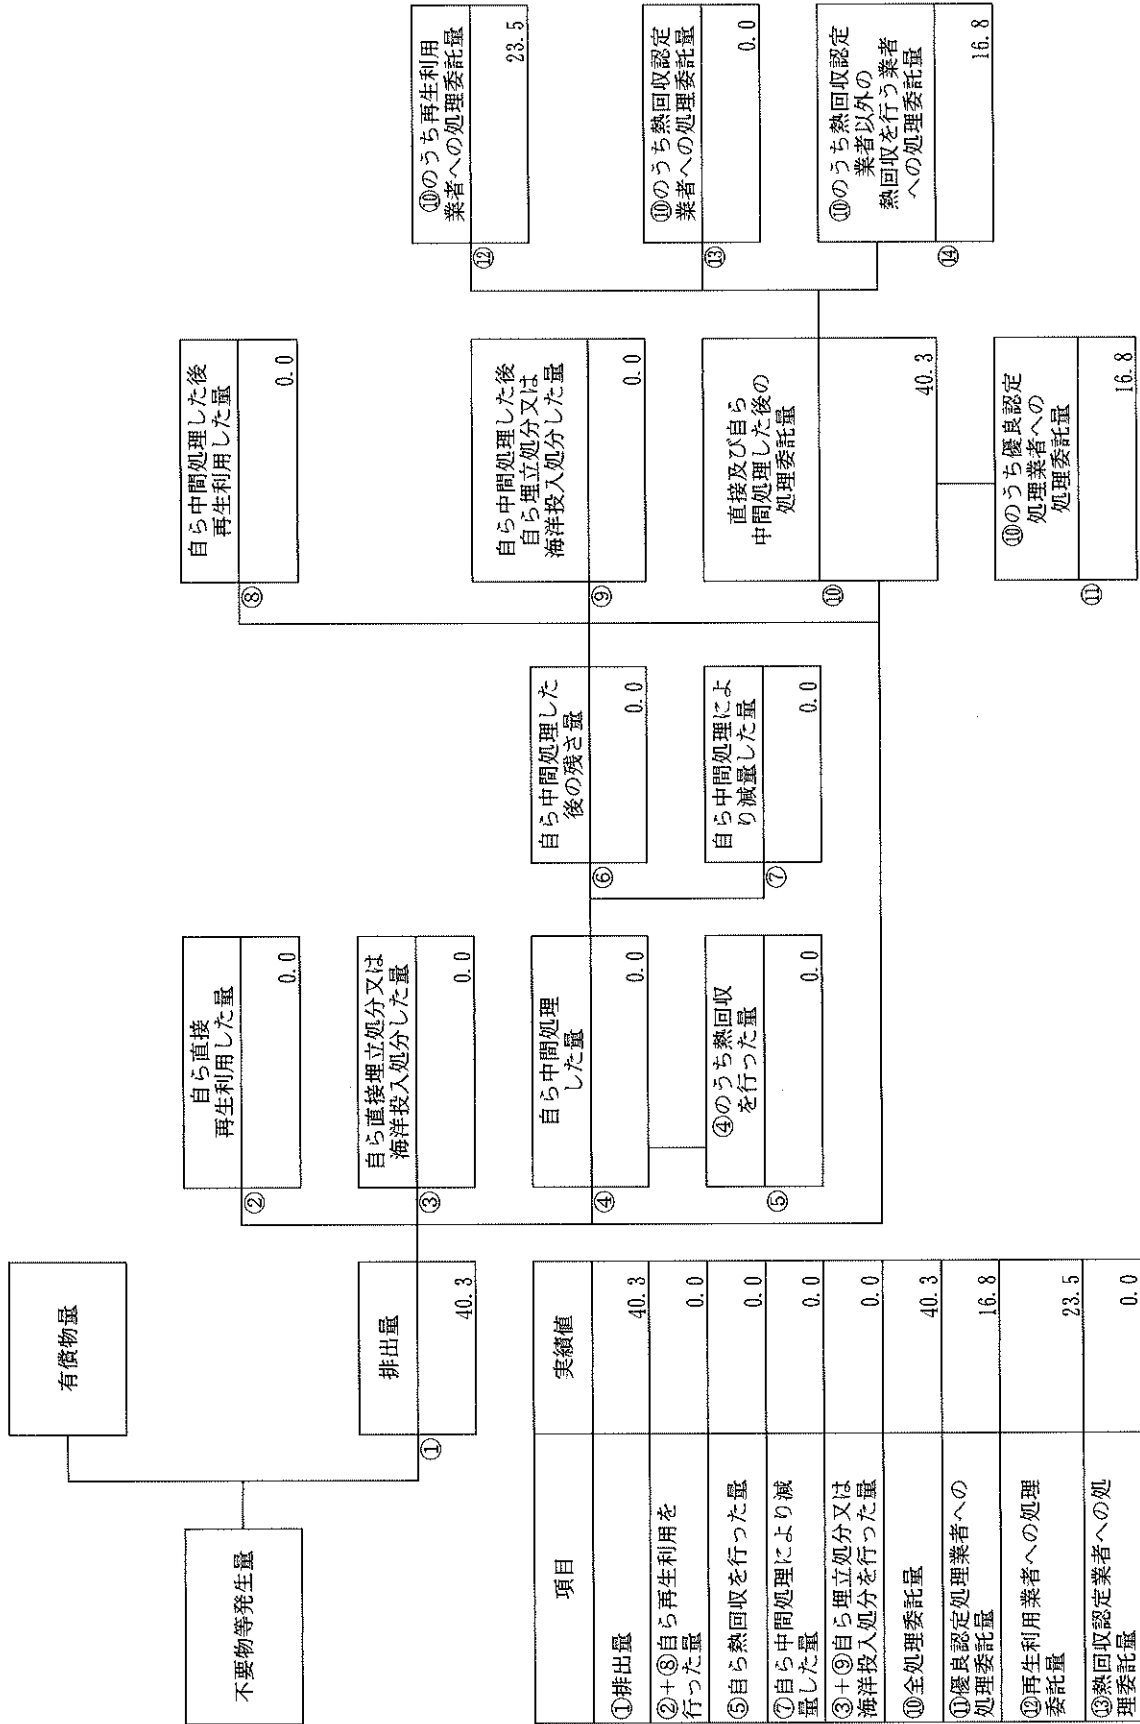 不要物等発生量
有償物量
①
排出量
40.3
②
自ら直接
再生利用した量
0.0
③
自ら直接埋立処分又は
海洋投入処分した量
0.0
④
自ら中間処理
した量
0.0
⑤
④のうち熱回収
を行った量
0.0
⑥
自ら中間処理した
後の残さ量
0.0
⑦
自ら中間処理によ
り減量した量
0.0
⑧
自ら中間処理した後
再生利用した量
0.0
⑨
自ら中間処理した後
自ら埋立処分又は
海洋投入処分した量
0.0
⑩
直接及び自ら
中間処理した後の
処理委託量
40.3
⑪
⑩のうち優良認定
処理業者への
処理委託量
16.8
⑫
⑩のうち再生利用
業者への処理委託量
23.5
⑬
⑩のうち熱回収認定
業者への処理委託量
0.0
⑭
⑩のうち熱回収認定
業者以外の
熱回収を行う業者
への処理委託量
16.8
項目 実績値
①排出量 40.3
②+⑧自ら再生利用を
行った量 0.0
⑤自ら熱回収を行った量 0.0
⑦自ら中間処理により減
量した量 0.0
③+⑨自ら埋立処分又は
海洋投入処分を行った量 0.0
⑩全処理委託量 40.3
⑪優良認定処理業者への
処理委託量 16.8
⑫再生利用業者への処理
委託量 23.5
⑬熱回収認定業者への処
理委託量 0.0